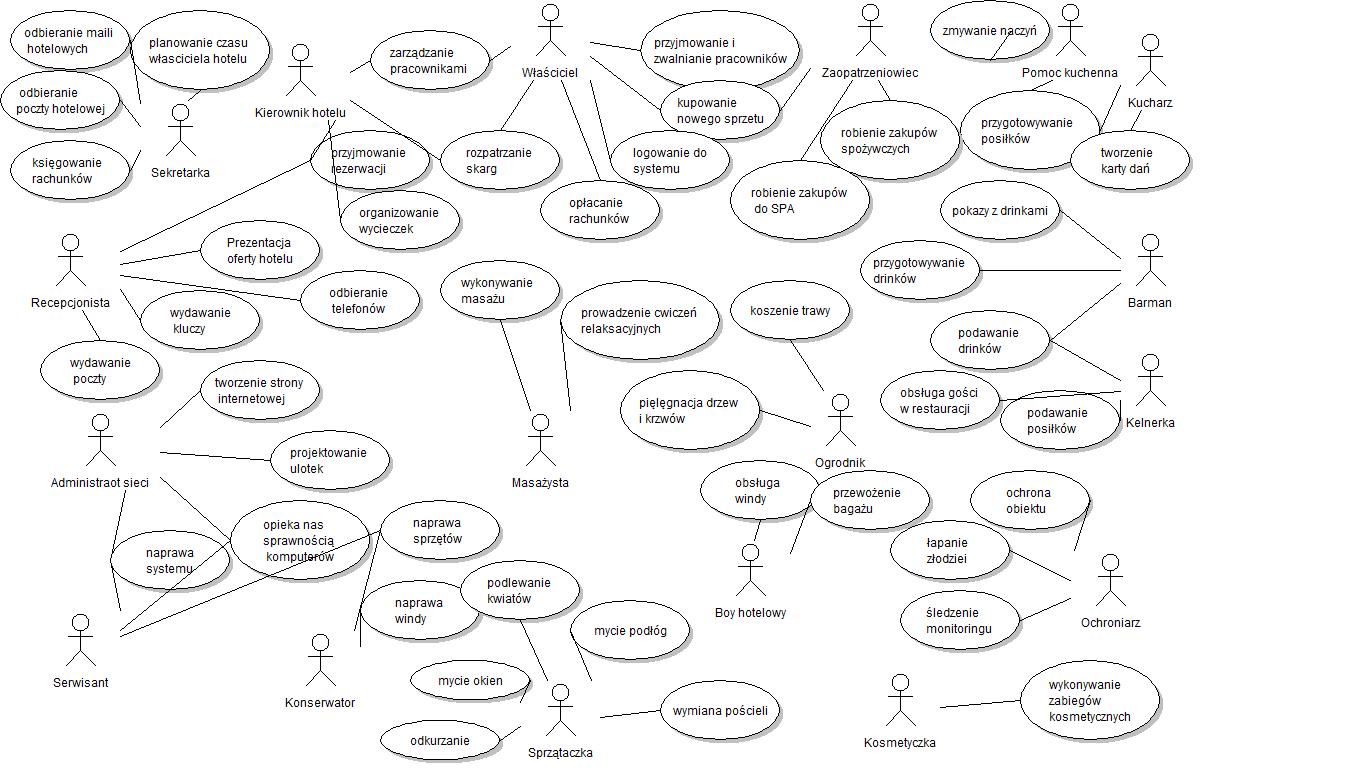 odbieranie maili
hotelowych
planowanie czasu
własciciela hotelu
odbieranie
poczty hotelowej
księgowanie
rachunków
Sekretarka
Kierownik hotelu
zarządzanie
pracownikami
Właściciel
przyjmowanie i
zwalnianie pracowników
kupowanie
nowego sprzetu
Zaopatrzeniowiec
zmywanie naczyń
Pomoc kuchenna
Kucharz
przyjmowanie
rezerwacji
rozpatrzanie
skarg
logowanie do
systemu
robienie zakupów
spożywczych
przygotowywanie
posiłków
tworzenie
karty dań
organizowanie
wycieczek
opłacanie
rachunków
robienie zakupów
do SPA
pokazy z drinkami
Recepcjonista
Prezentacja
oferty hotelu
odbieranie
telefonów
wydawanie
kluczy
wydawanie
poczty
wykonywanie
masażu
prowadzenie cwiczeń
relaksacyjnych
koszenie trawy
przygotowywanie
drinków
Barman
podawanie
drinków
tworzenie strony
internetowej
pielęgnacja drzew
i krzwów
obsługa gości
w restauracji
podawanie
posiłków
Kelnerka
Administraot sieci
projektowanie
ulotek
Masażysta
Ogrodnik
obsługa
windy
przewożenie
bagażu
ochrona
obiektu
naprawa
systemu
opieka nas
sprawnością
komputerów
naprawa
sprzętów
łapanie
złodziei
naprawa
windy
podlewanie
kwiatów
Boy hotelowy
śledzenie
monitoringu
Ochroniarz
mycie podłóg
Serwisant
Konserwator
mycie okien
wymiana pościeli
odkurzanie
Sprzątaczka
Kosmetyczka
wykonywanie
zabiegów
kosmetycznych